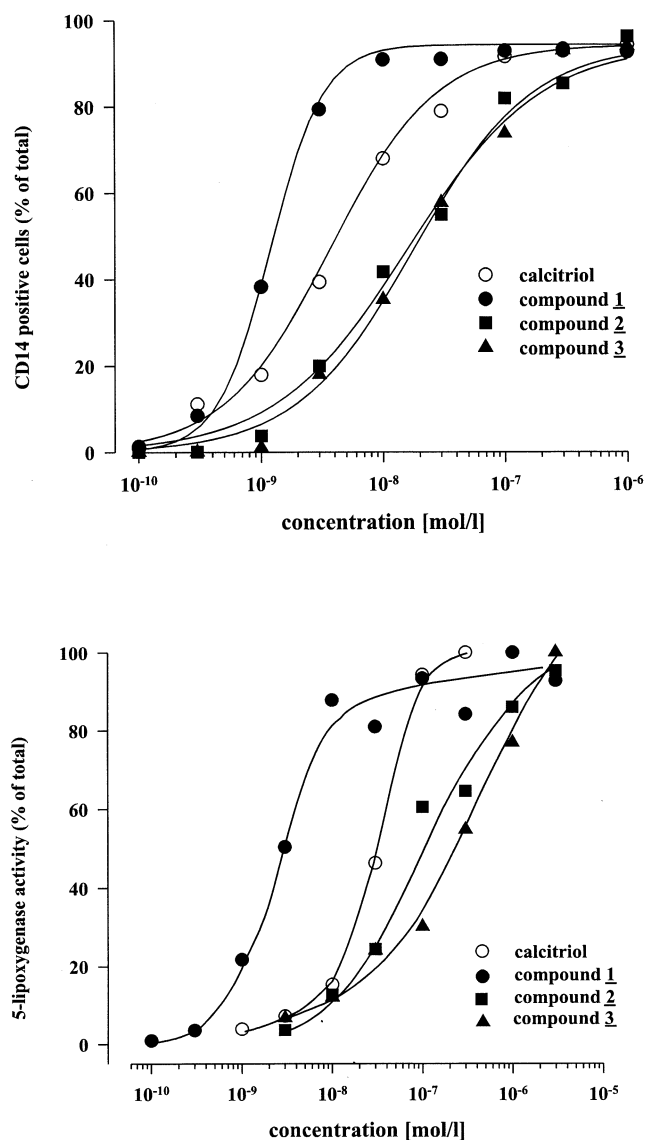 100
80
60
40
20
0
CD14 positive cells (% of total)
calcitriol
compound 1
compound 2
compound 3
10-10
10-9
10-8
10-7
10-6
concentration [mol/l]
100
80
60
40
20
0
5-lipoxygenase activity (% of total)
calcitriol
compound 1
compound 2
compound 3
10-10
10-9
10-8
10-7
10-6
10-5
concentration [mol/l]